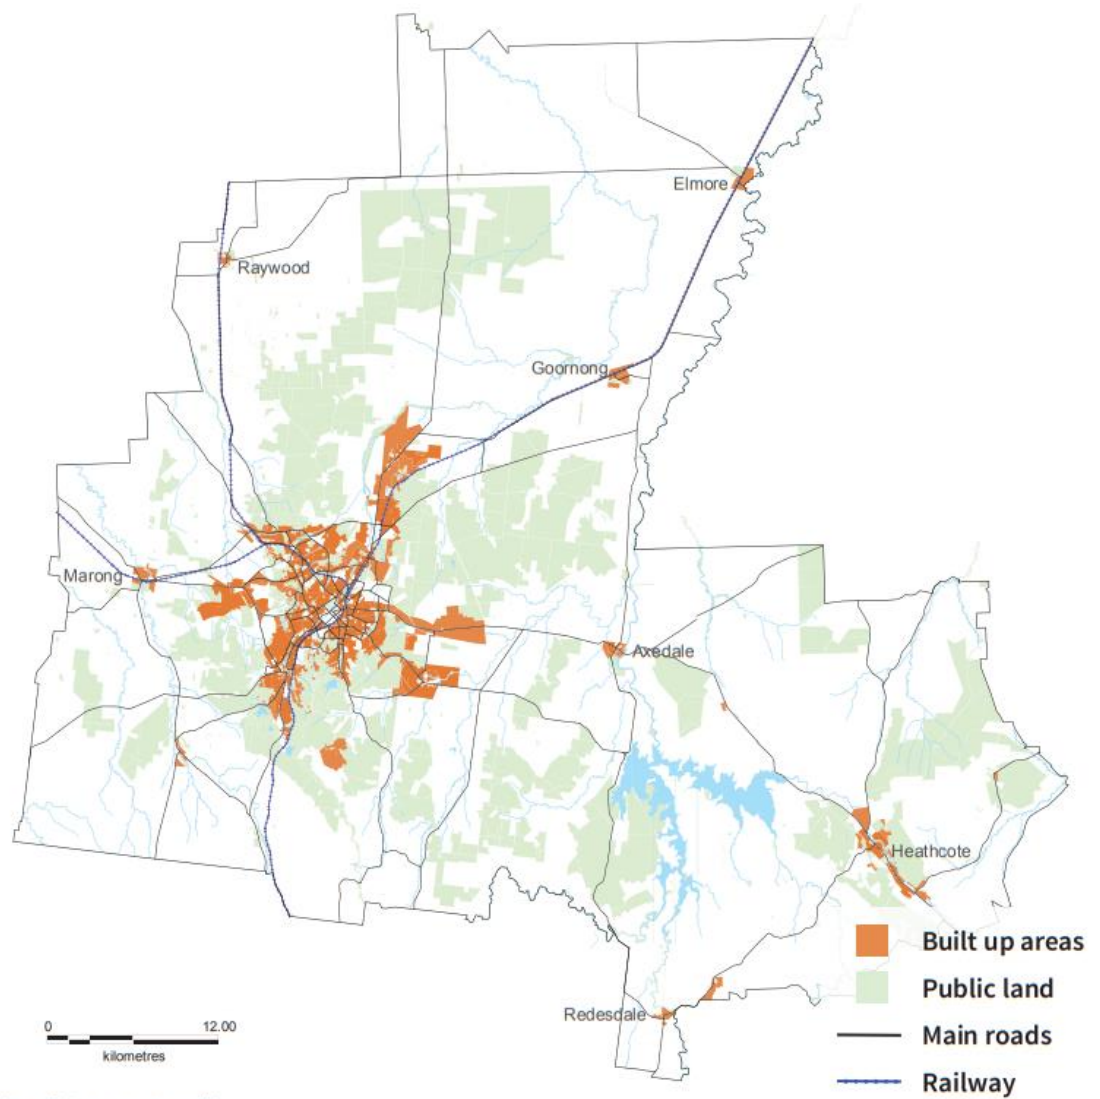 Elmore
Raywood
Goornong
Marong
Axedale
Heathcote
Redesdale
Built up areas
Public land
Main roads
Railway
0 12.00
kilometres